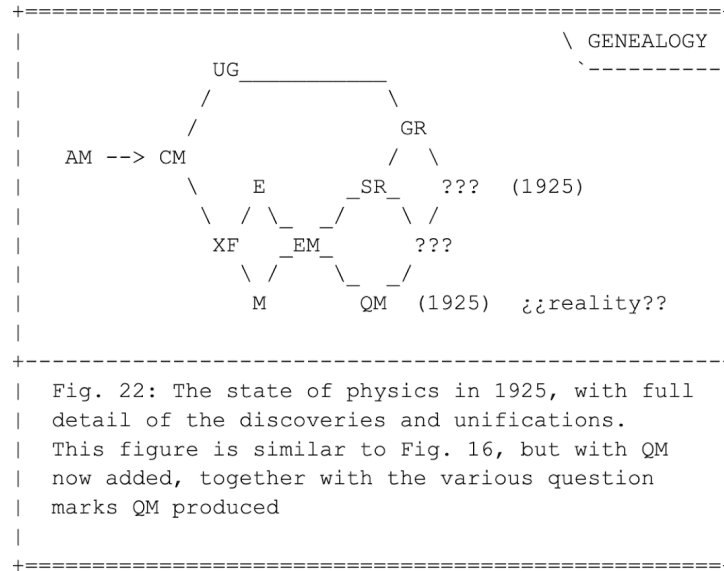 GENEALOGY
UG
GR
AM --> CM
E SR ??? (1925)
XF EM ???
M QM (1925) ¿¿reality??
Fig. 22: The state of physics in 1925, with full
detail of the discoveries and unifications.
This figure is similar to Fig. 16, but with QM
now added, together with the various question
marks QM produced